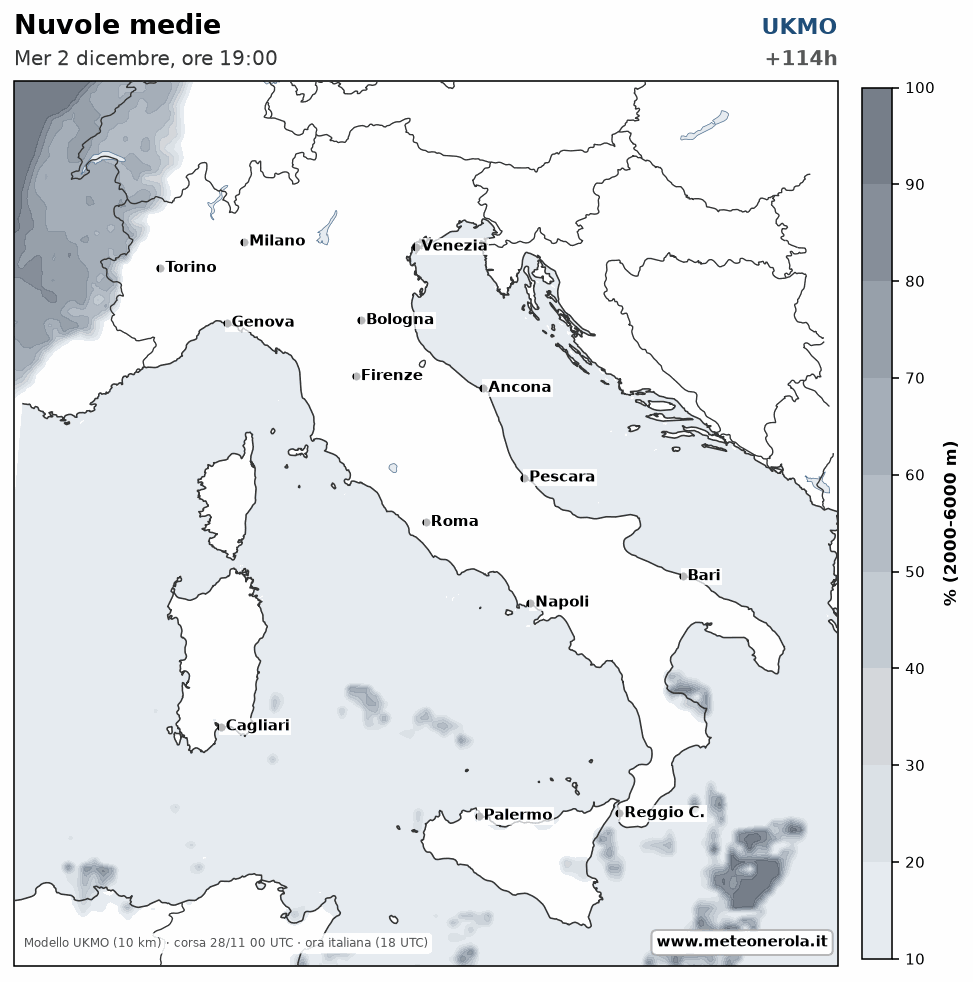 Nuvole medie
UKMO
Mer 2 dicembre, ore 19:00
+114h
100
90
80
70
60
50
40
30
20
10
% (2000-6000 m)
Milano
Venezia
Torino
Genova
Bologna
Firenze
Ancona
Pescara
Roma
Bari
Napoli
Cagliari
Palermo
Reggio C.
Modello UKMO (10 km) · corsa 28/11 00 UTC · ora italiana (18 UTC)
www.meteonerola.it